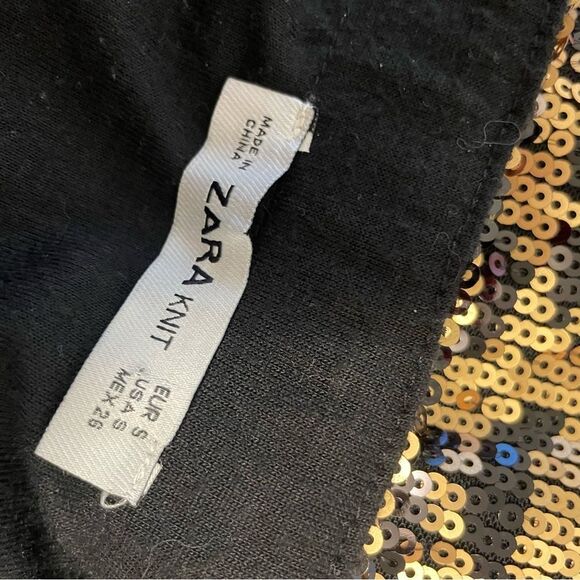 MADE IN
CHINA
ZARA KNIT
EUR S
USA S
MEX 26